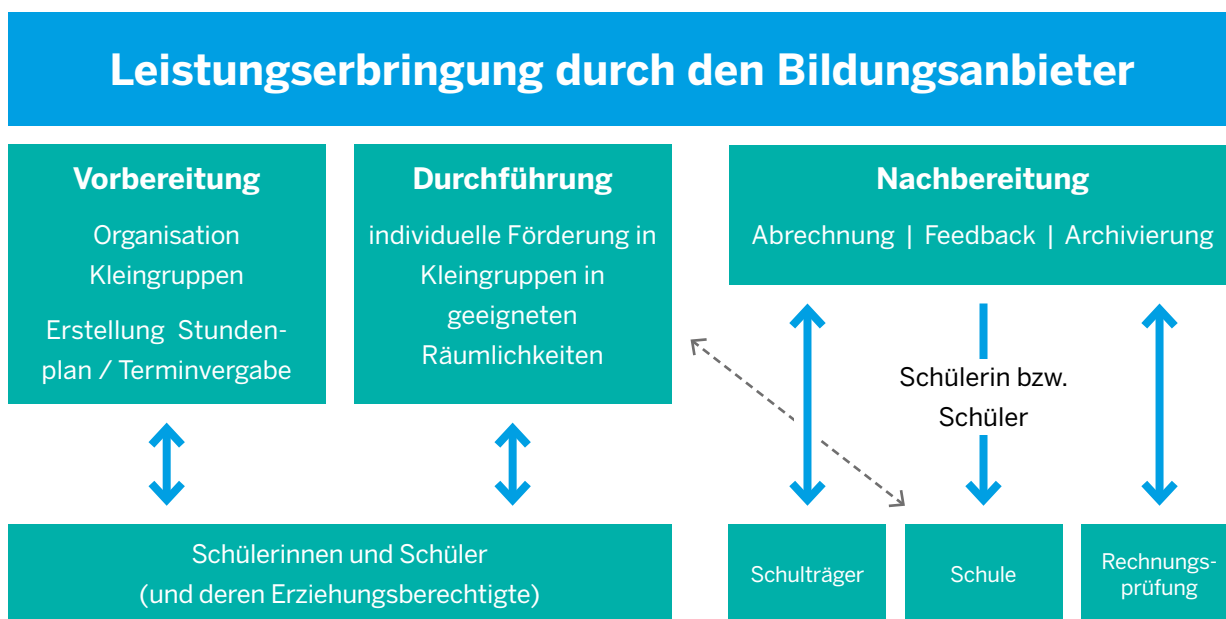 Leistungserbringung durch den Bildungsanbieter
Vorbereitung
Organisation
Kleingruppen
Erstellung Stunden-
plan / Terminvergabe
Durchführung
individuelle Förderung in
Kleingruppen in
geeigneten
Räumlichkeiten
Nachbereitung
Abrechnung | Feedback | Archivierung
Schülerin bzw.
Schüler
Schülerinnen und Schüler
(und deren Erziehungsberechtigte)
Schulträger
Schule
Rechnungs-
prüfung